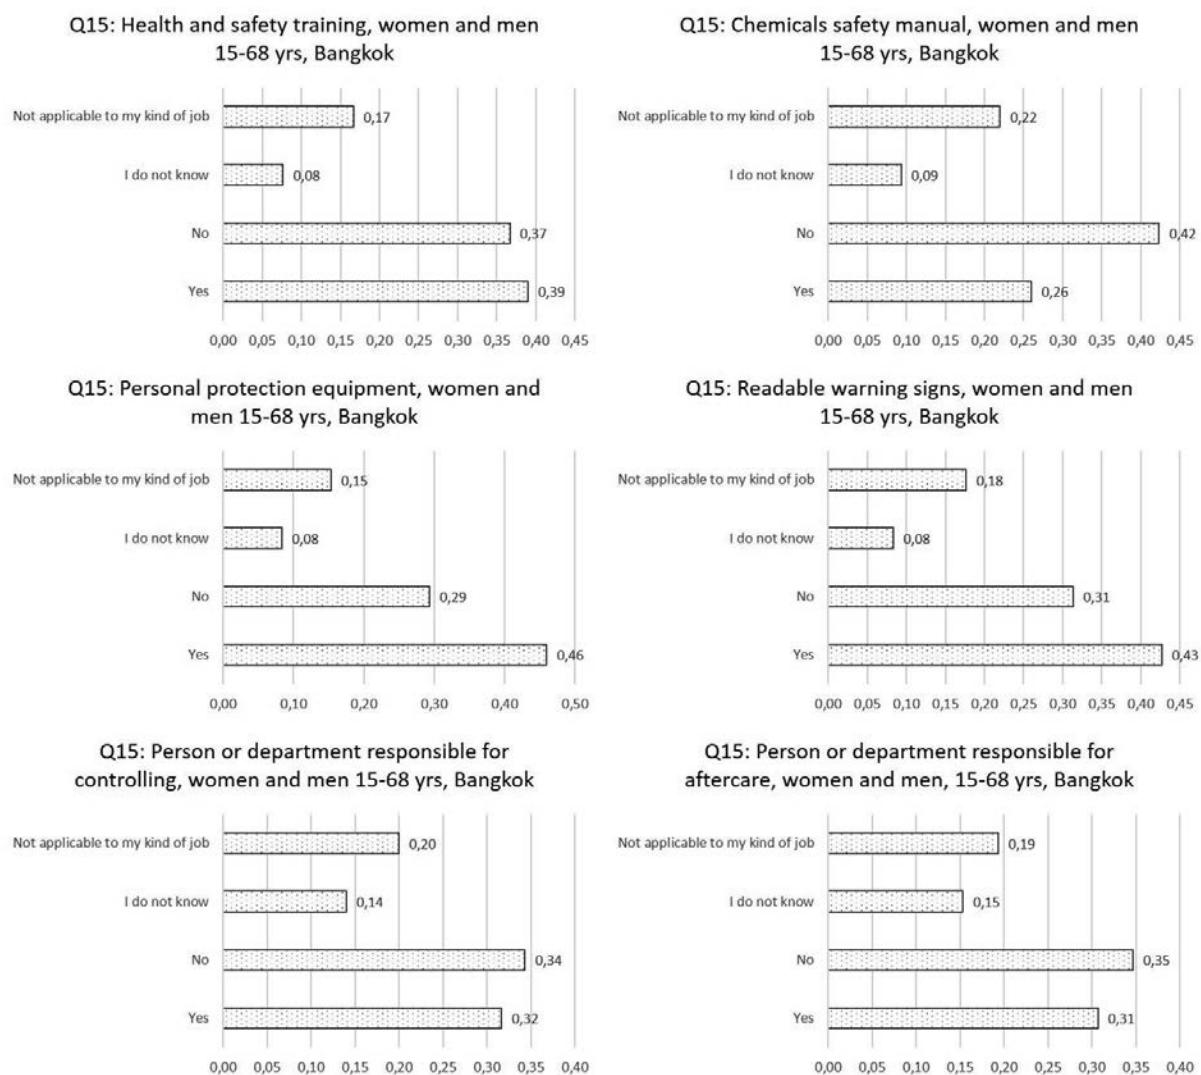 Q15: Health and safety training, women and men
15-68 yrs, Bangkok
Not applicable to my kind of job
0,17
I do not know
0,08
No
0,37
Yes
0,39
0,00 0,05 0,10 0,15 0,20 0,25 0,30 0,35 0,40 0,45
Q15: Chemicals safety manual, women and men
15-68 yrs, Bangkok
Not applicable to my kind of job
0,22
I do not know
0,09
No
0,42
Yes
0,26
0,00 0,05 0,10 0,15 0,20 0,25 0,30 0,35 0,40 0,45
Q15: Personal protection equipment, women and
men 15-68 yrs, Bangkok
Not applicable to my kind of job
0,15
I do not know
0,08
No
0,29
Yes
0,46
0,00 0,10 0,20 0,30 0,40 0,50
Q15: Readable warning signs, women and men
15-68 yrs, Bangkok
Not applicable to my kind of job
0,18
I do not know
0,08
No
0,31
Yes
0,43
0,00 0,05 0,10 0,15 0,20 0,25 0,30 0,35 0,40 0,45
Q15: Person or department responsible for
controlling, women and men 15-68 yrs, Bangkok
Not applicable to my kind of job
0,20
I do not know
0,14
No
0,34
Yes
0,32
0,00 0,05 0,10 0,15 0,20 0,25 0,30 0,35 0,40
Q15: Person or department responsible for
aftercare, women and men, 15-68 yrs, Bangkok
Not applicable to my kind of job
0,19
I do not know
0,15
No
0,35
Yes
0,31
0,00 0,05 0,10 0,15 0,20 0,25 0,30 0,35 0,40